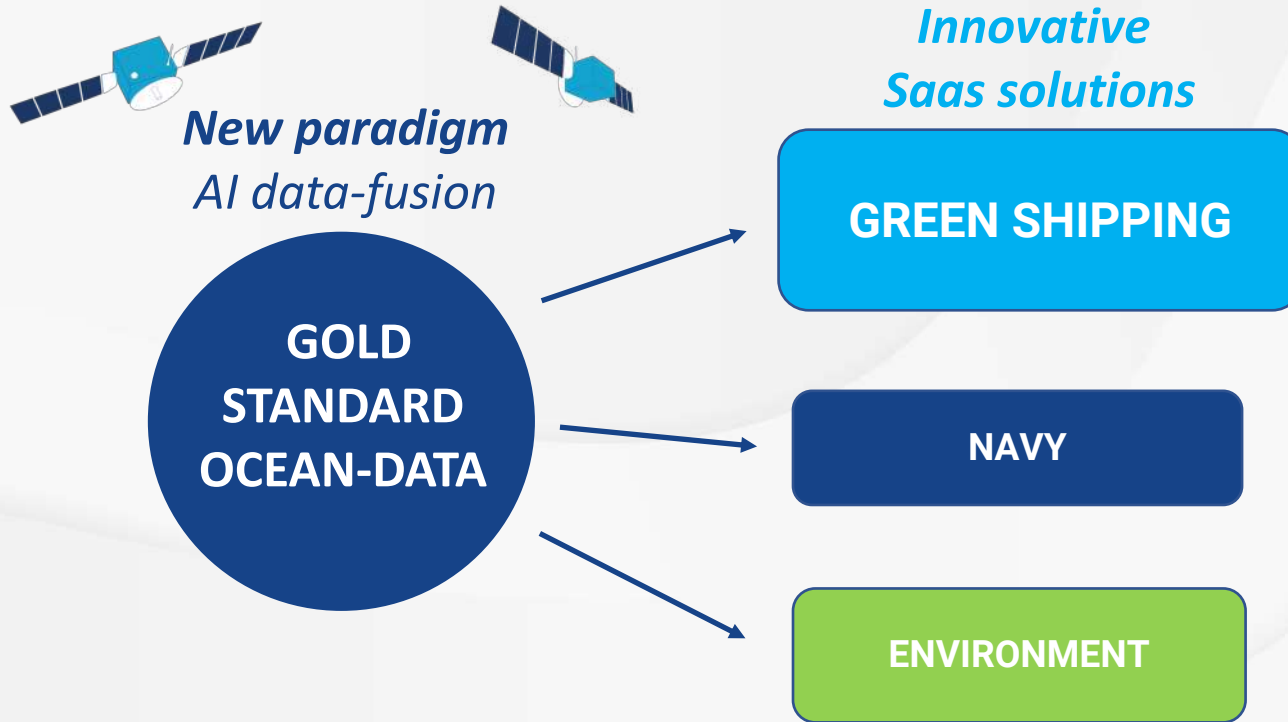 New paradigm
AI data-fusion
GOLD
STANDARD
OCEAN-DATA
Innovative
Saas solutions
GREEN SHIPPING
NAVY
ENVIRONMENT